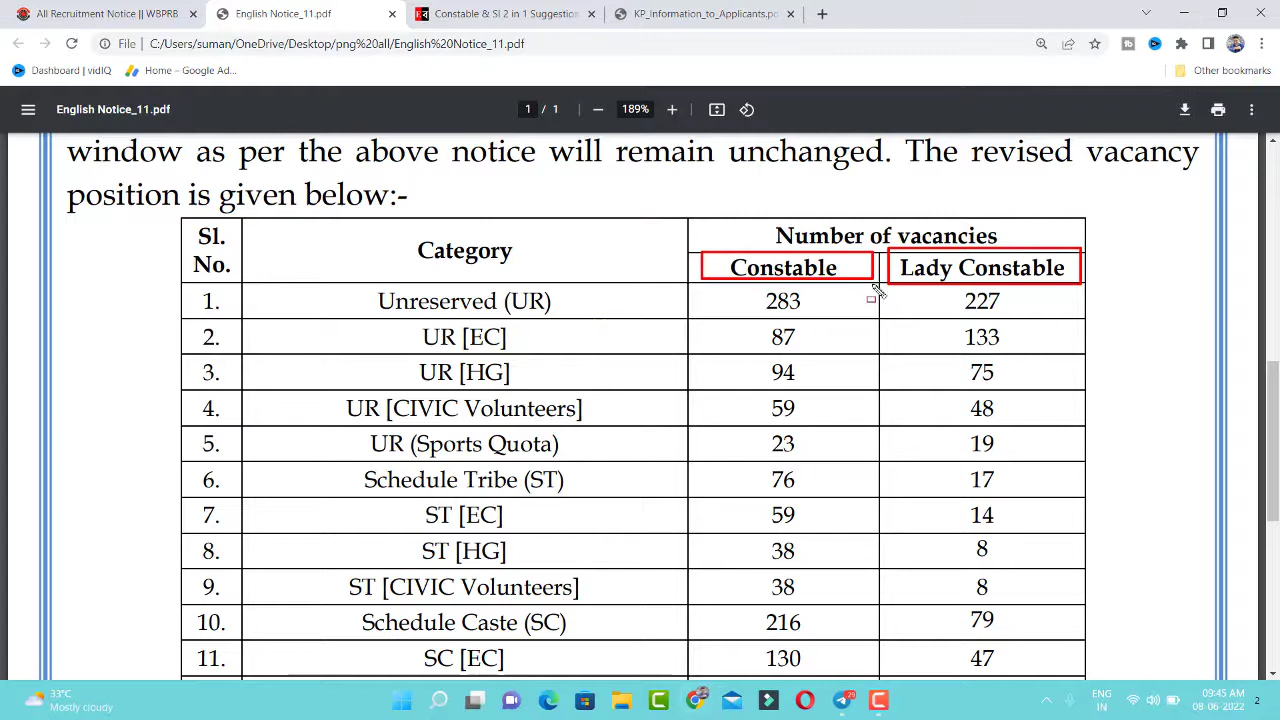 All Recruitment Notice || WBPRB
English Notice_11.pdf
Constable & SI 2 in 1 Suggestion
KP_Information_to_Applicants.po
File
C:/Users/suman/OneDrive/Desktop/png%20all/English%20Notice_11.pdf
Dashboard | vidIQ
Home – Google Ad...
Other bookmarks
English Notice_11.pdf
1 / 1
189%
window as per the above notice will remain unchanged. The revised vacancy
position is given below:-
Sl. No. Category Number of vacancies
Constable Lady Constable
1. Unreserved (UR) 283 227
2. UR [EC] 87 133
3. UR [HG] 94 75
4. UR [CIVIC Volunteers] 59 48
5. UR (Sports Quota) 23 19
6. Schedule Tribe (ST) 76 17
7. ST [EC] 59 14
8. ST [HG] 38 8
9. ST [CIVIC Volunteers] 38 8
10. Schedule Caste (SC) 216 79
11. SC [EC] 130 47
33°C
Mostly cloudy
ENG
IN
09:45 AM
08-06-2022
2